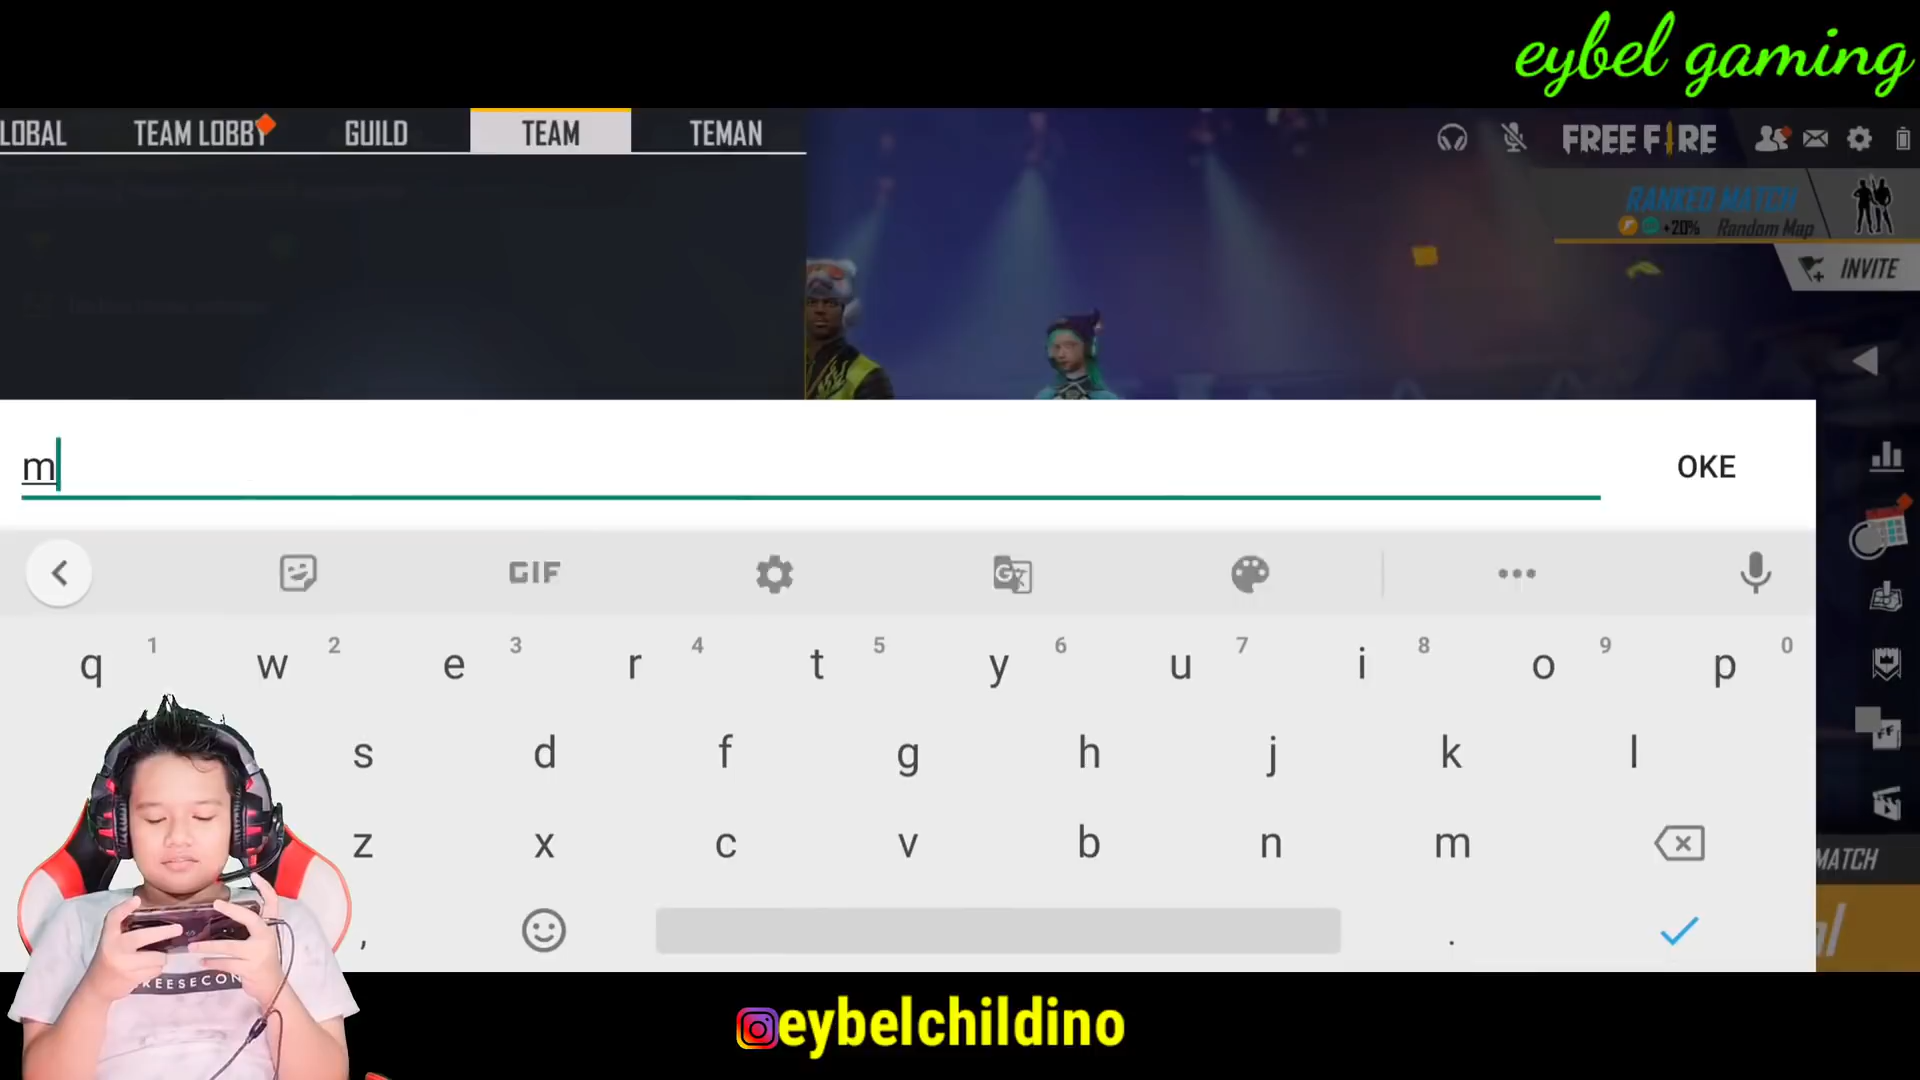 eybel gaming
LOBAL TEAM LOBBY GUILD TEAM TEMAN
FREE FIRE
RANKED MATCH
+20% Random Map
INVITE
m
OKE
GIF
q 1 w 2 e 3 r 4 t 5 y 6 u 7 i 8 o 9 p 0
s d f g h j k l
z x c v b n m
MATCH
, .
KEESECON
eybelchildino